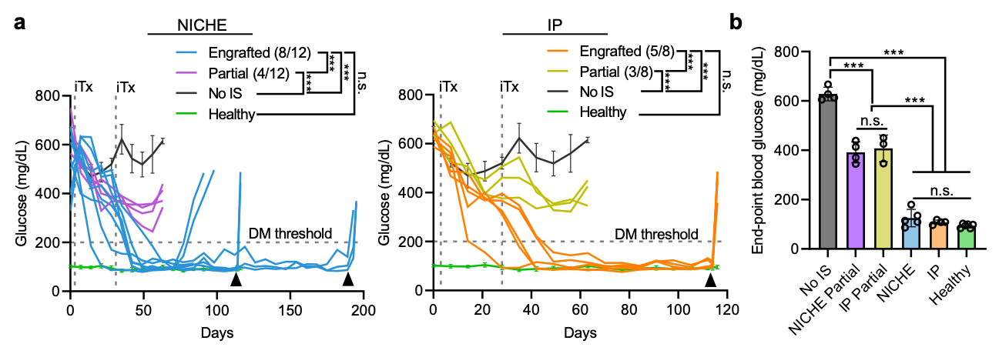 a
NICHE
Engrafted (8/12)
Partial (4/12)
No IS
Healthy
***
***
***
n.s.
iTx
iTx
Glucose (mg/dL)
800
600
400
200
0
DM threshold
0
50
100
150
200
Days
IP
Engrafted (5/8)
Partial (3/8)
No IS
Healthy
***
***
***
n.s.
iTx
iTx
Glucose (mg/dL)
800
600
400
200
0
DM threshold
0
20
40
60
80
100
120
Days
b
End-point blood glucose (mg/dL)
800
600
400
200
0
***
***
***
n.s.
n.s.
No IS
NICHE Partial
IP Partial
NICHE
IP
Healthy